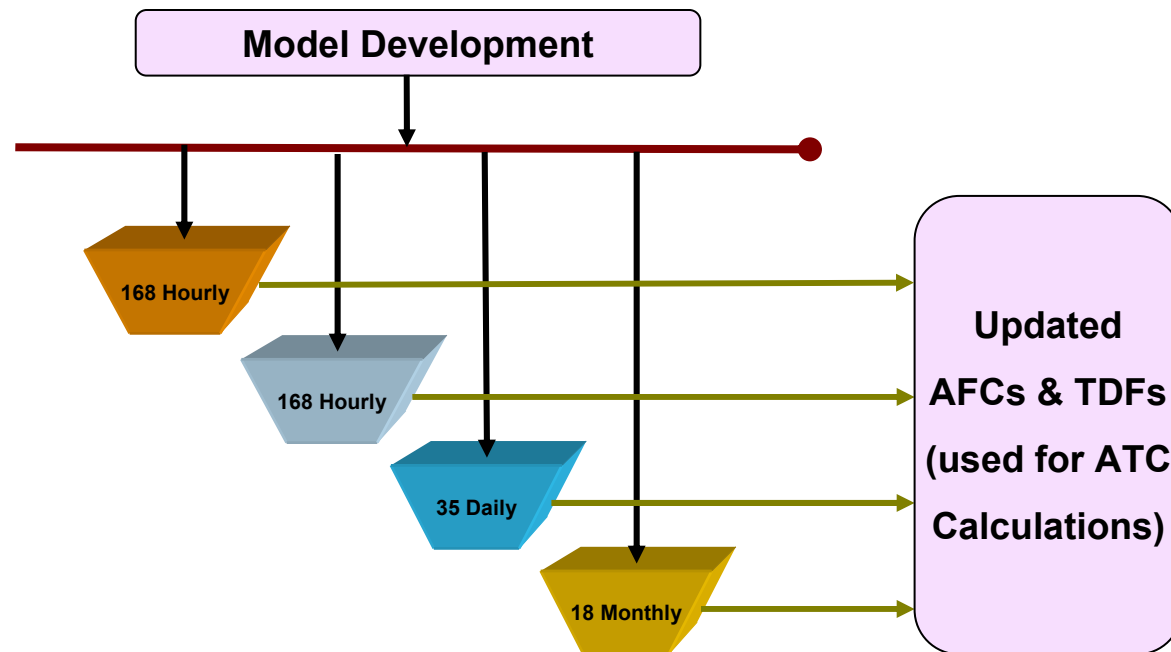 Model Development
168 Hourly
168 Hourly
35 Daily
18 Monthly
Updated
AFCs & TDFs
(used for ATC
Calculations)